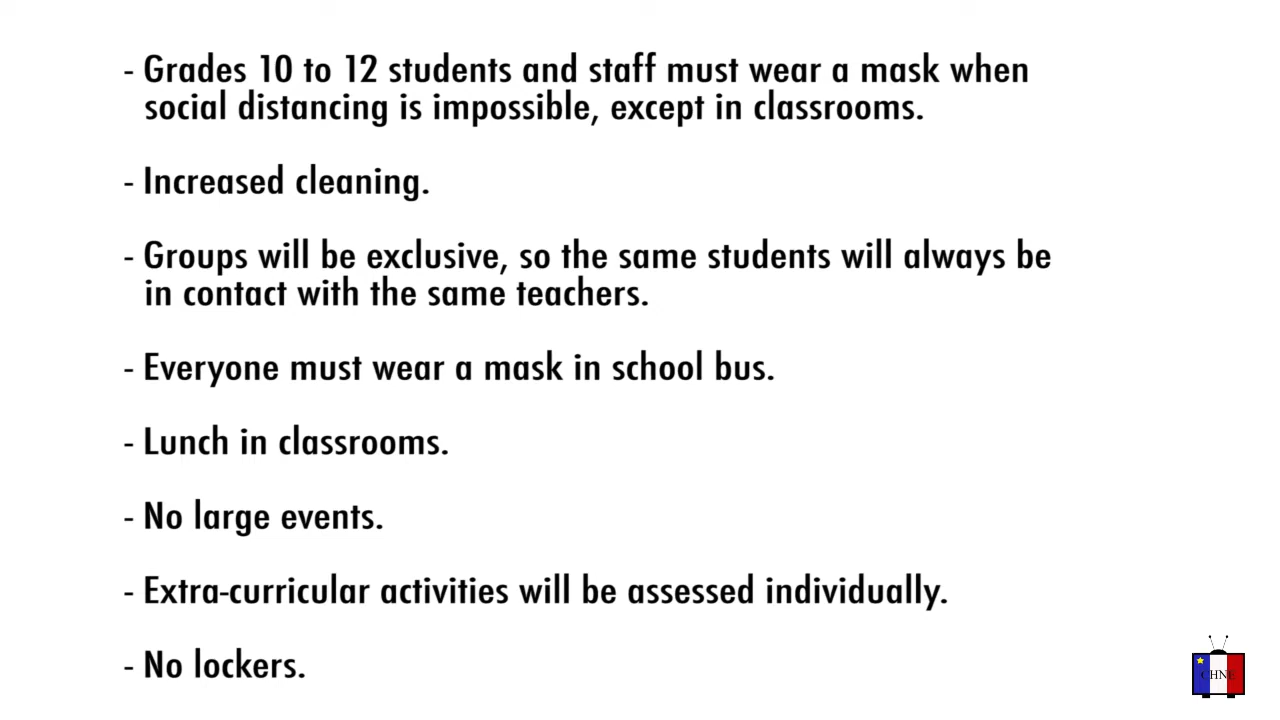 - Grades 10 to 12 students and staff must wear a mask when
social distancing is impossible, except in classrooms.
- Increased cleaning.
- Groups will be exclusive, so the same students will always be
in contact with the same teachers.
- Everyone must wear a mask in school bus.
- Lunch in classrooms.
- No large events.
- Extra-curricular activities will be assessed individually.
- No lockers.
CHNE